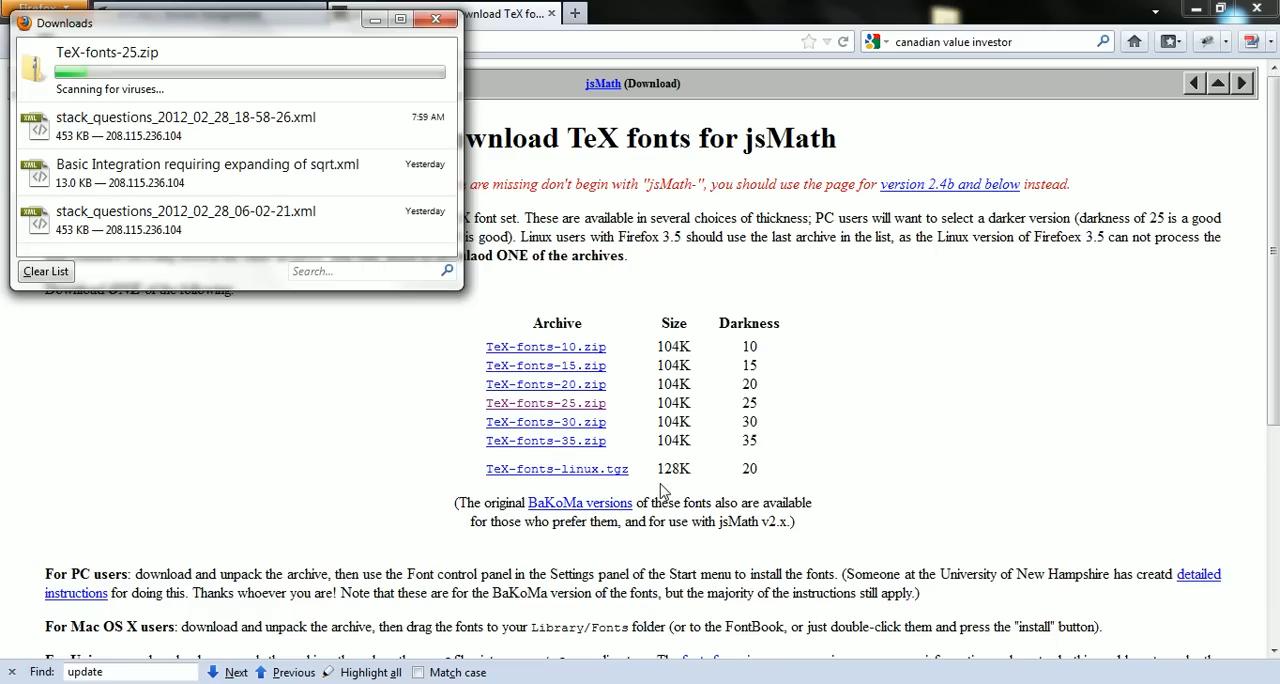 Firefox
Downloads
wnload TeX fo...
TeX-fonts-25.zip
Scanning for viruses...
stack_questions_2012_02_28_18-58-26.xml
7:59 AM
453 KB — 208.115.236.104
Basic Integration requiring expanding of sqrt.xml
Yesterday
13.0 KB — 208.115.236.104
stack_questions_2012_02_28_06-02-21.xml
Yesterday
453 KB — 208.115.236.104
Clear List
Search...
canadian value investor
jsMath (Download)
wnload TeX fonts for jsMath
are missing don't begin with "jsMath-", you should use the page for version 2.4b and below instead.
X font set. These are available in several choices of thickness; PC users will want to select a darker version (darkness of 25 is a good
is good). Linux users with Firefox 3.5 should use the last archive in the list, as the Linux version of Firefoex 3.5 can not process the
laod ONE of the archives.
Download ONE of the following:
Archive Size Darkness
TeX-fonts-10.zip 104K 10
TeX-fonts-15.zip 104K 15
TeX-fonts-20.zip 104K 20
TeX-fonts-25.zip 104K 25
TeX-fonts-30.zip 104K 30
TeX-fonts-35.zip 104K 35
TeX-fonts-linux.tgz 128K 20
(The original BaKoMa versions of these fonts also are available
for those who prefer them, and for use with jsMath v2.x.)
For PC users: download and unpack the archive, then use the Font control panel in the Settings panel of the Start menu to install the fonts. (Someone at the University of New Hampshire has creatd detailed
instructions for doing this. Thanks whoever you are! Note that these are for the BaKoMa version of the fonts, but the majority of the instructions still apply.)
For Mac OS X users: download and unpack the archive, then drag the fonts to your Library/Fonts folder (or to the FontBook, or just double-click them and press the "install" button).
Find: update Next Previous Highlight all Match case